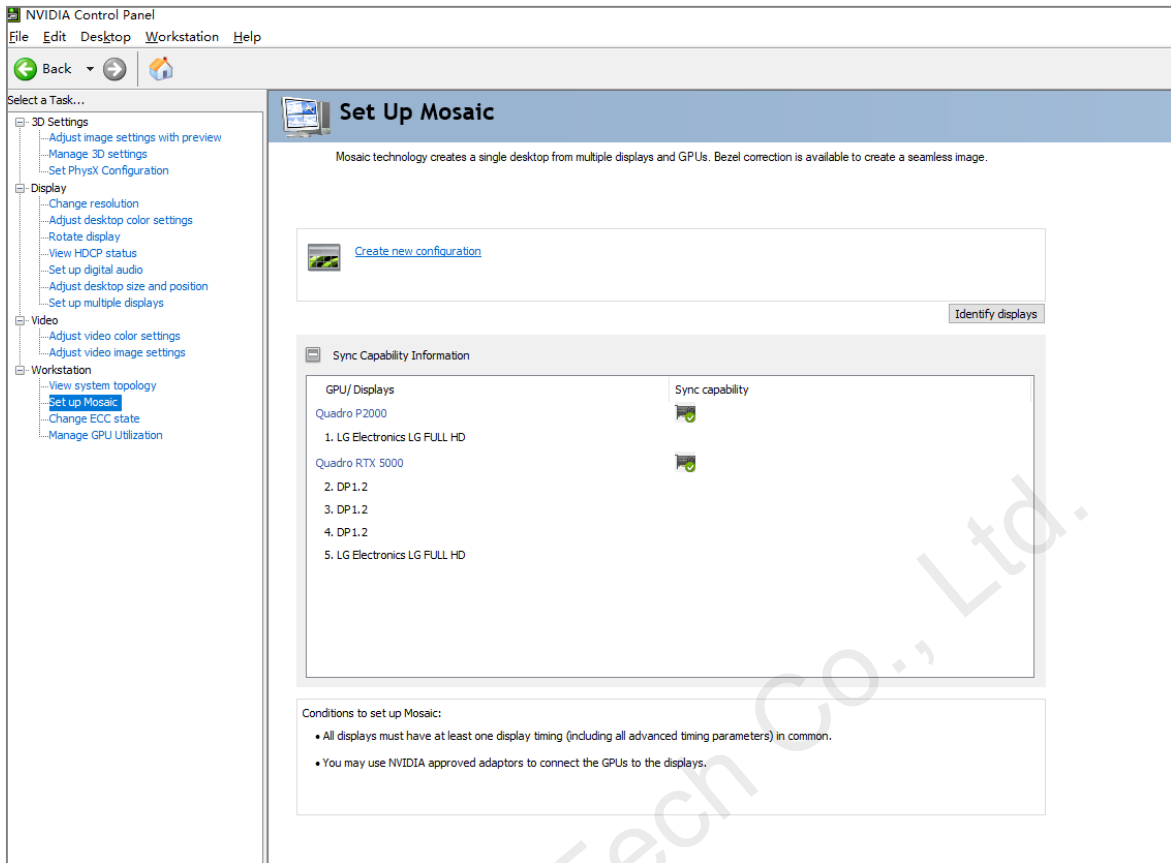 NVIDIA Control Panel
File Edit Desktop Workstation Help
Back
Select a Task...
3D Settings
Adjust image settings with preview
Manage 3D settings
Set PhysX Configuration
Display
Change resolution
Adjust desktop color settings
Rotate display
View HDCP status
Set up digital audio
Adjust desktop size and position
Set up multiple displays
Video
Adjust video color settings
Adjust video image settings
Workstation
View system topology
Set up Mosaic
Change ECC state
Manage GPU Utilization
Set Up Mosaic
Mosaic technology creates a single desktop from multiple displays and GPUs. Bezel correction is available to create a seamless image.
Create new configuration
Identify displays
Sync Capability Information
GPU/ Displays Sync capability
Quadro P2000
1. LG Electronics LG FULL HD
Quadro RTX 5000
2. DP1.2
3. DP1.2
4. DP1.2
5. LG Electronics LG FULL HD
Conditions to set up Mosaic:
• All displays must have at least one display timing (including all advanced timing parameters) in common.
• You may use NVIDIA approved adaptors to connect the GPUs to the displays.
Tech Co., Ltd.